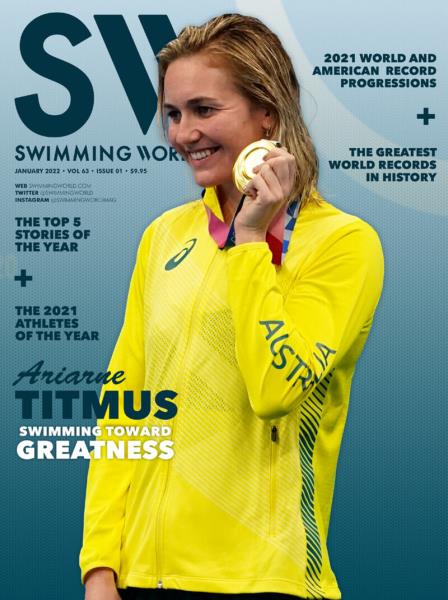 SW
SWIMMING WOR
JANUARY 2022 • VOL 63 • ISSUE 01 • $9.95
WEB SWIMMINGWORLD.COM
TWITTER @SWIMMINGWORLD
INSTAGRAM @SWIMMINGWORLDMAG
2021 WORLD AND
AMERICAN RECORD
PROGRESSIONS
+
THE GREATEST
WORLD RECORDS
IN HISTORY
THE TOP 5
STORIES OF
THE YEAR
+
THE 2021
ATHLETES
OF THE YEAR
Ariarne
TITMUS
SWIMMING TOWARD
GREATNESS
AUSTRALIA